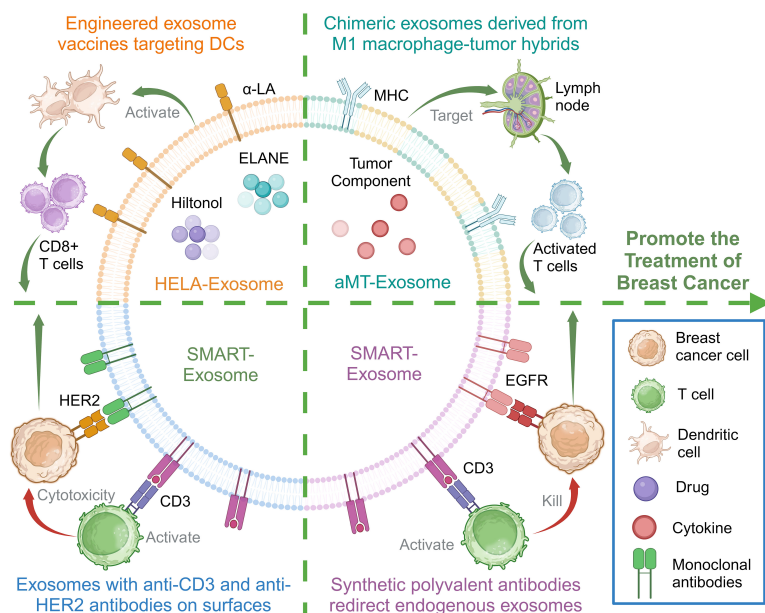 Engineered exosome
vaccines targeting DCs
Chimeric exosomes derived from
M1 macrophage-tumor hybrids
α-LA
Activate
ELANE
Hiltonol
CD8+
T cells
HELA-Exosome
MHC
Target
Lymph
node
Tumor
Component
Activated
T cells
aMT-Exosome
Promote the
Treatment of
Breast Cancer
SMART-
Exosome
HER2
Cytotoxicity
CD3
Activate
SMART-
Exosome
EGFR
CD3
Kill
Activate
Breast
cancer cell
T cell
Dendritic
cell
Drug
Cytokine
Monoclonal
antibodies
Exosomes with anti-CD3 and anti-
HER2 antibodies on surfaces
Synthetic polyvalent antibodies
redirect endogenous exosomes